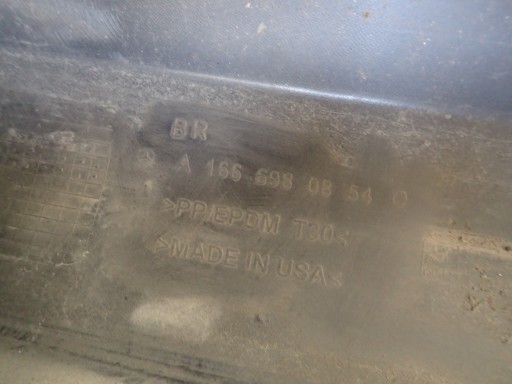 BR
A 166 698 08 54
>PP/EPDM T30<
>MADE IN USA<